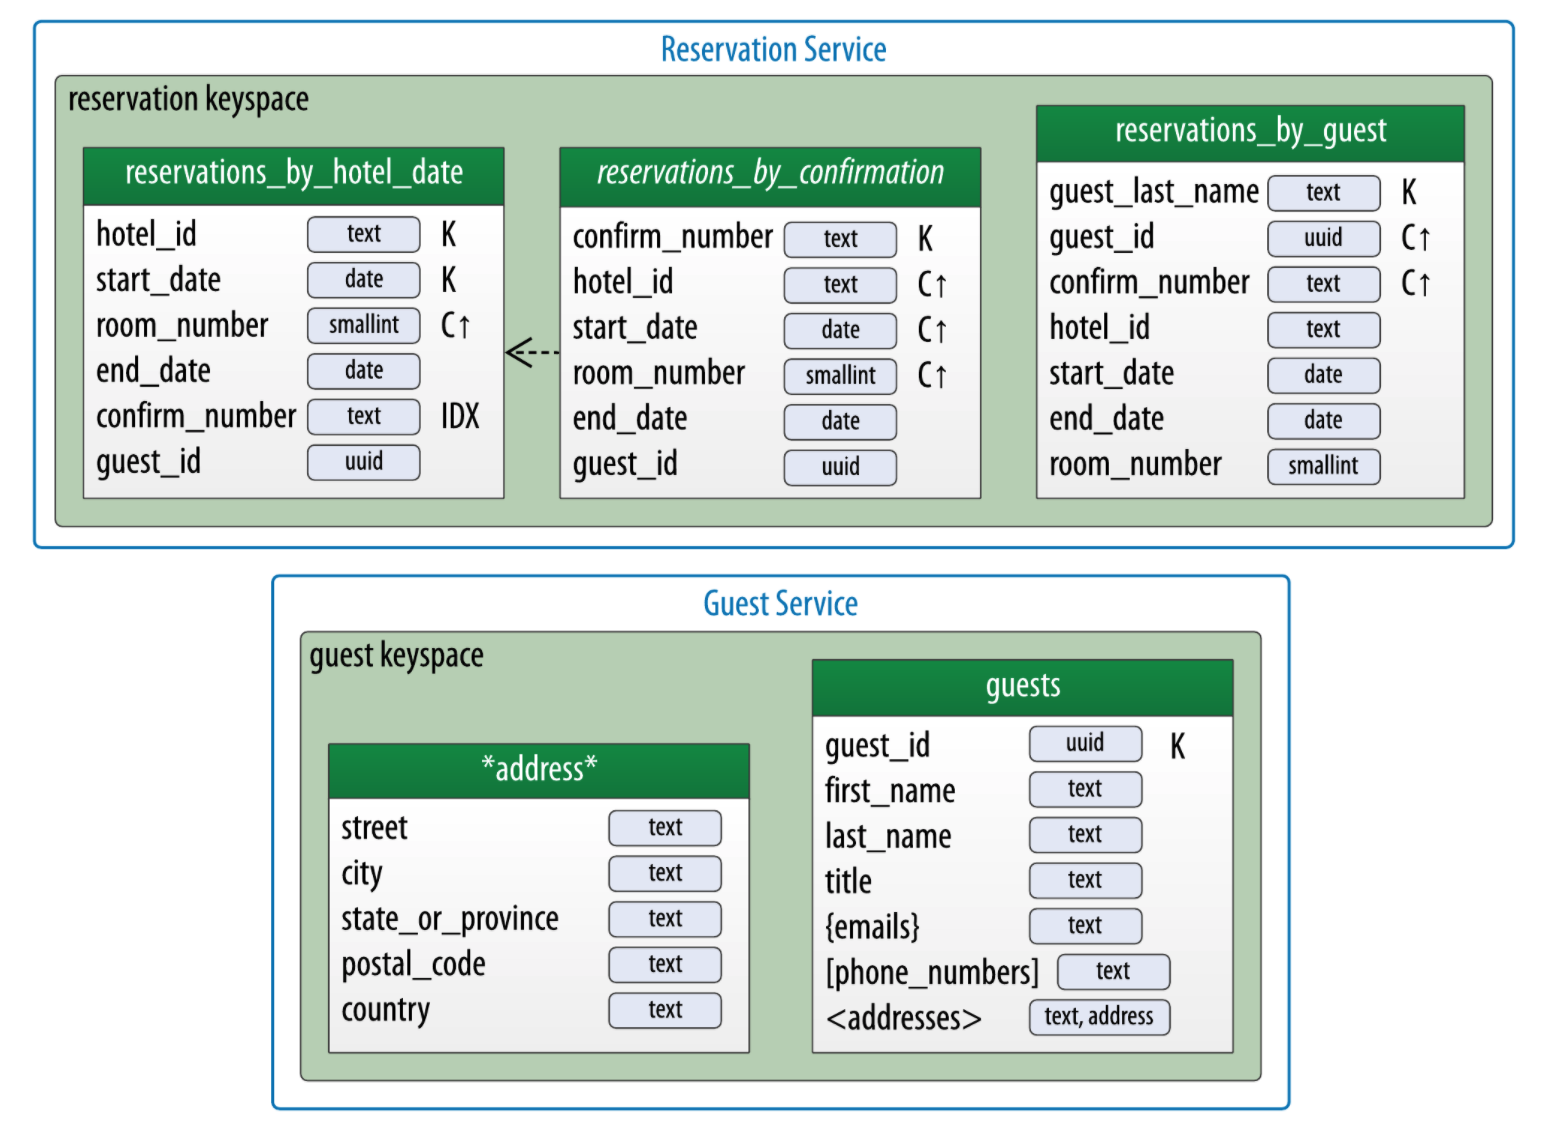 Reservation Service
reservation keyspace
reservations_by_hotel_date
hotel_id text K
start_date date K
room_number smallint C↑
end_date date
confirm_number text IDX
guest_id uuid
reservations_by_confirmation
confirm_number text K
hotel_id text C↑
start_date date C↑
room_number smallint C↑
end_date date
guest_id uuid
reservations_by_guest
guest_last_name text K
guest_id uuid C↑
confirm_number text C↑
hotel_id text
start_date date
end_date date
room_number smallint
Guest Service
guest keyspace
*address*
street text
city text
state_or_province text
postal_code text
country text
guests
guest_id uuid K
first_name text
last_name text
title text
{emails} text
[phone_numbers] text
<addresses> text, address